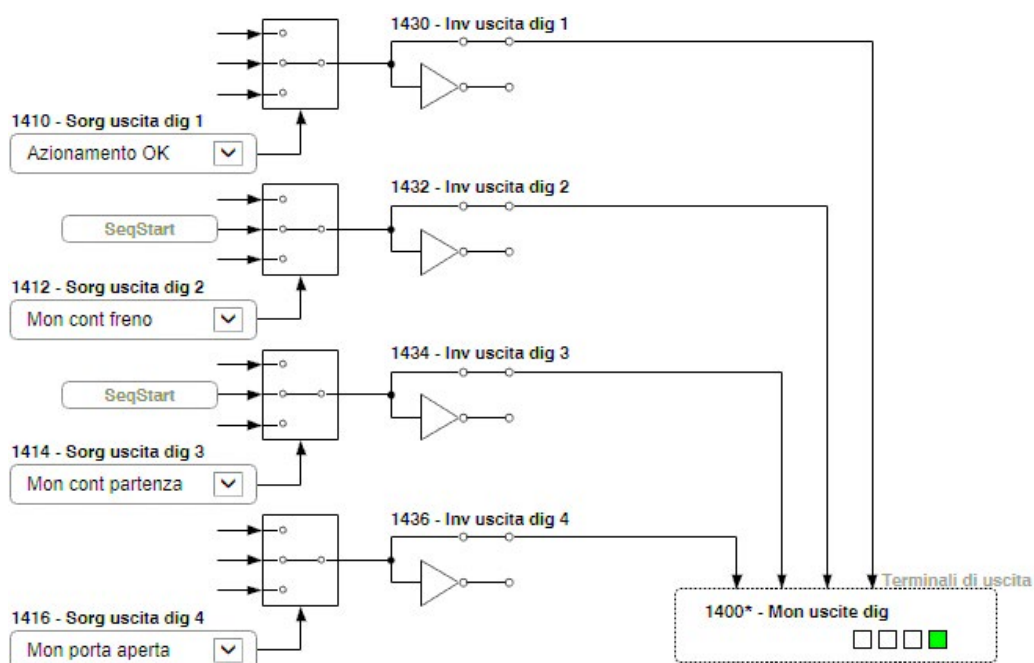 1430 - Inv uscita dig 1
1410 - Sorg uscita dig 1
Azionamento OK
1432 - Inv uscita dig 2
SeqStart
1412 - Sorg uscita dig 2
Mon cont freno
1434 - Inv uscita dig 3
SeqStart
1414 - Sorg uscita dig 3
Mon cont partenza
1436 - Inv uscita dig 4
Terminali di uscita
1400* - Mon uscite dig
1416 - Sorg uscita dig 4
Mon porta aperta